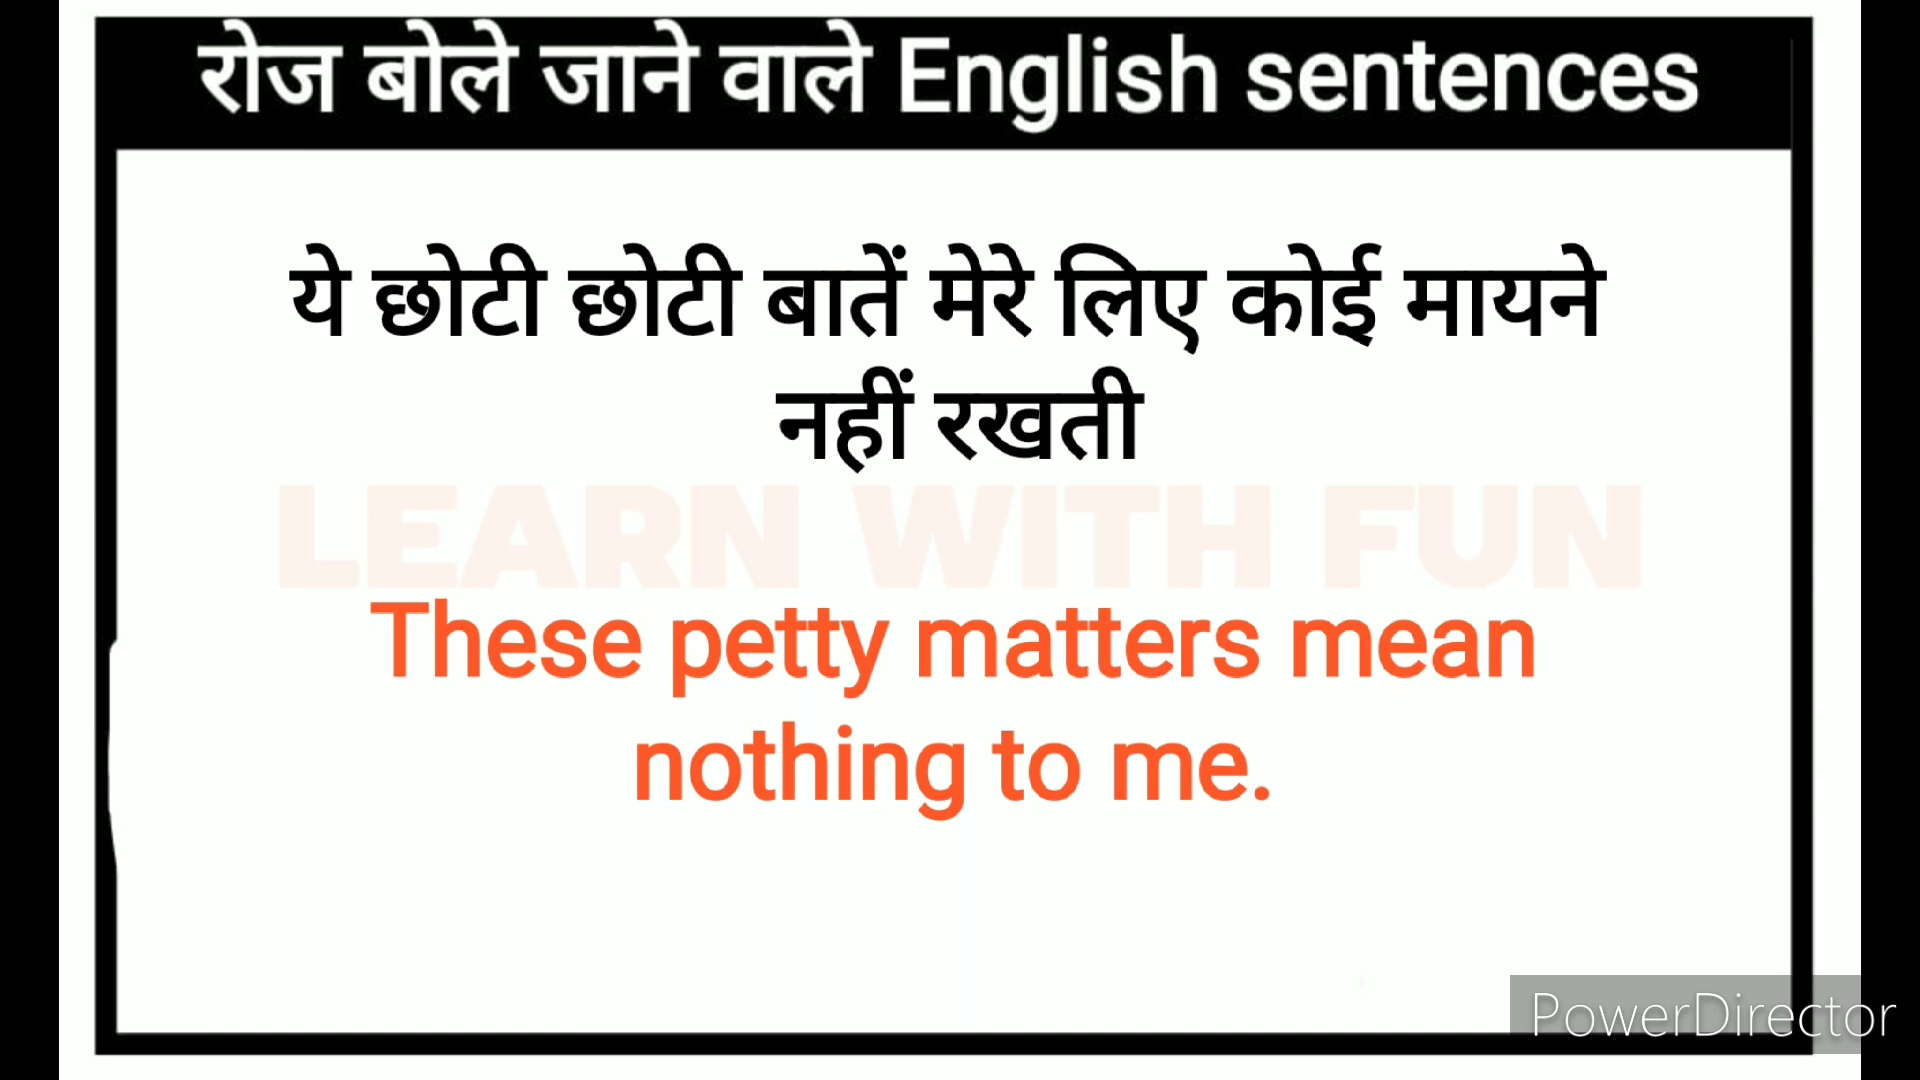 रोज बोले जाने वाले English sentences
ये छोटी छोटी बातें मेरे लिए कोई मायने
नहीं रखती
LEARN WITH FUN
These petty matters mean
nothing to me.
PowerDirector